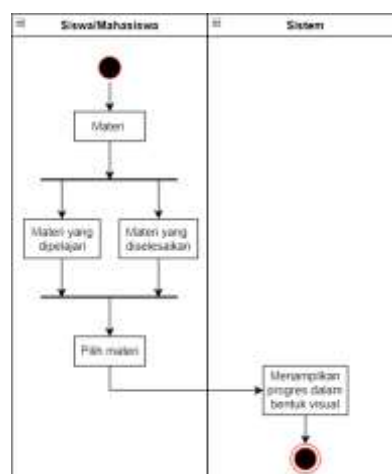 Siswa/Mahasiswa
Sistem
Materi
Materi yang
dipelajari
Materi yang
diselesaikan
Pilih materi
Menampilkan
progres dalam
bentuk visual